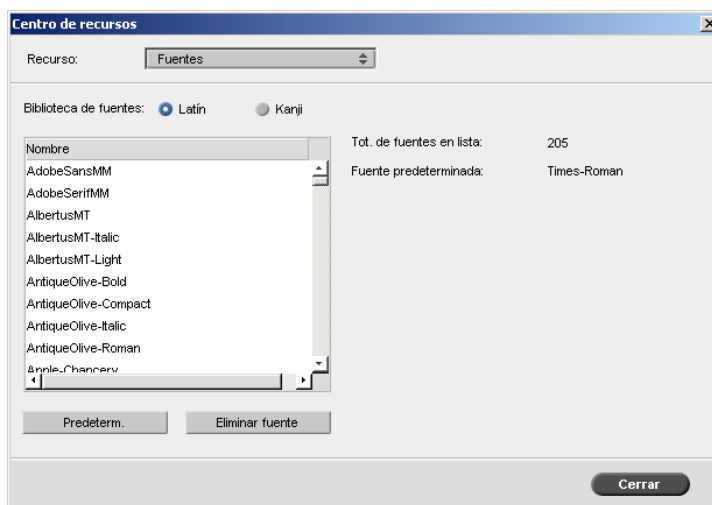 Centro de recursos
Recurso: Fuentes
Biblioteca de fuentes: Latín Kanji
Nombre
AdobeSansMM
AdobeSerifMM
AlbertusMT
AlbertusMT-Italic
AlbertusMT-Light
AntiqueOlive-Bold
AntiqueOlive-Compact
AntiqueOlive-Italic
AntiqueOlive-Roman
Apple-Chancery
Tot. de fuentes en lista: 205
Fuente predeterminada: Times-Roman
Predeterm. Eliminar fuente
Cerrar